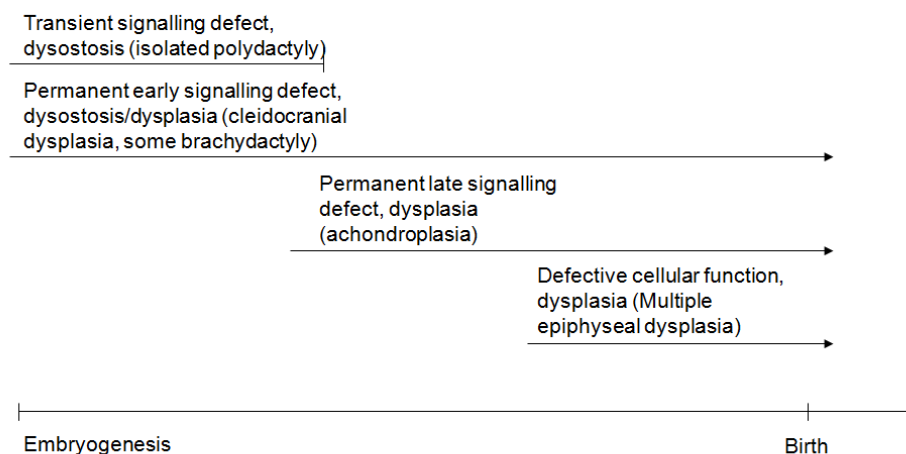 Transient signalling defect,
dysostosis (isolated polydactyly)
Permanent early signalling defect,
dysostosis/dysplasia (cleidocranial
dysplasia, some brachydactyly)
Permanent late signalling
defect, dysplasia
(achondroplasia)
Defective cellular function,
dysplasia (Multiple
epiphyseal dysplasia)
Embryogenesis
Birth